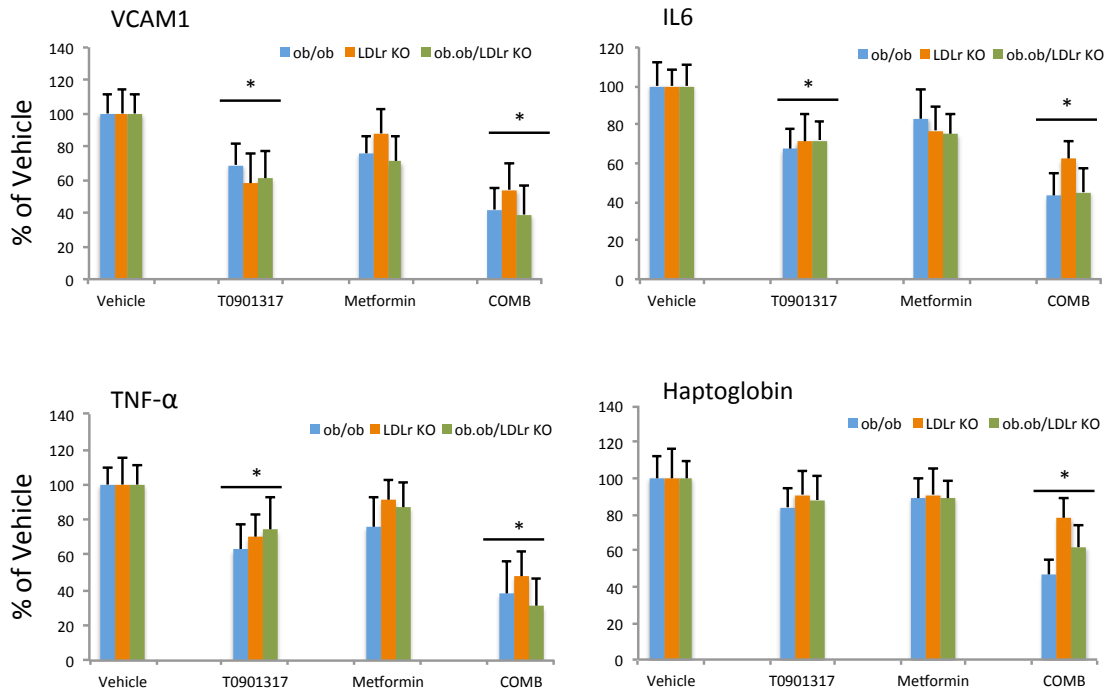 VCAM1
ob/ob LDLr KO ob.ob/LDLr KO
% of Vehicle
140
120
100
80
60
40
20
0
*
*
Vehicle T0901317 Metformin COMB
IL6
ob/ob LDLr KO ob.ob/LDLr KO
120
100
80
60
40
20
0
*
*
Vehicle T0901317 Metformin COMB
TNF-α
ob/ob LDLr KO ob.ob/LDLr KO
% of Vehicle
140
120
100
80
60
40
20
0
*
*
Vehicle T0901317 Metformin COMB
Haptoglobin
ob/ob LDLr KO ob.ob/LDLr KO
140
120
100
80
60
40
20
0
*
Vehicle T0901317 Metformin COMB